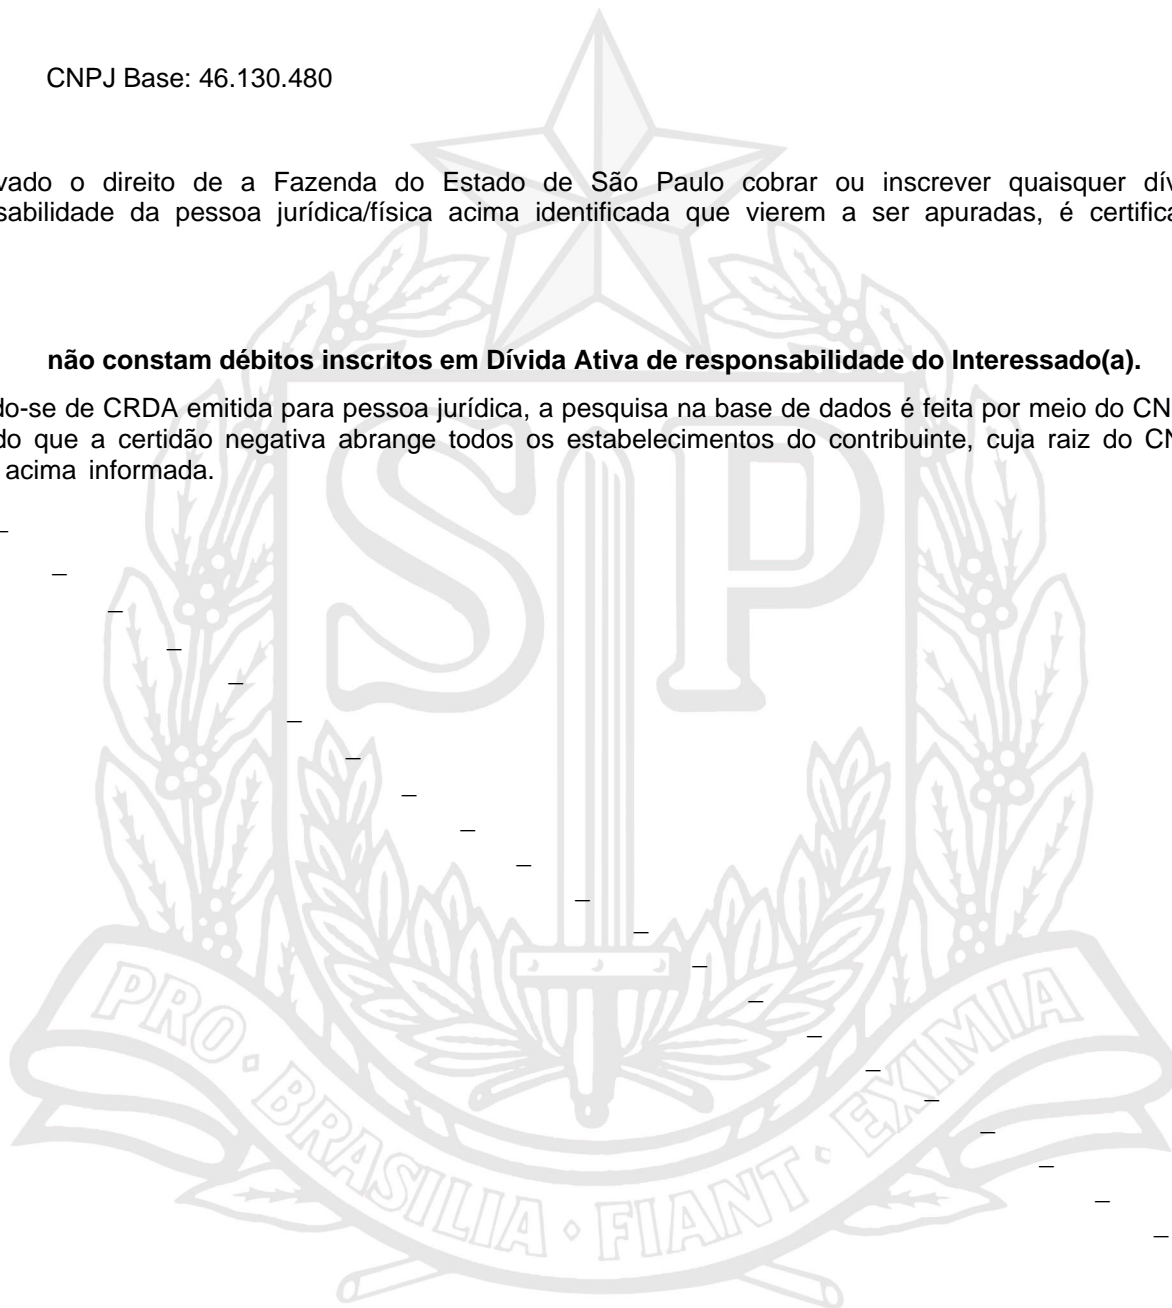 CNPJ Base: 46.130.480
vado o direito de a Fazenda do Estado de São Paulo cobrar ou inscrever quaisquer dív
sabilidade da pessoa jurídica/física acima identificada que vierem a ser apuradas, é certifica
não constam débitos inscritos em Dívida Ativa de responsabilidade do Interessado(a).
do-se de CRDA emitida para pessoa jurídica, a pesquisa na base de dados é feita por meio do CN
do que a certidão negativa abrange todos os estabelecimentos do contribuinte, cuja raiz do CN
acima informada.
SP
PRO • BRASILIA • FIANT • EXIMIA